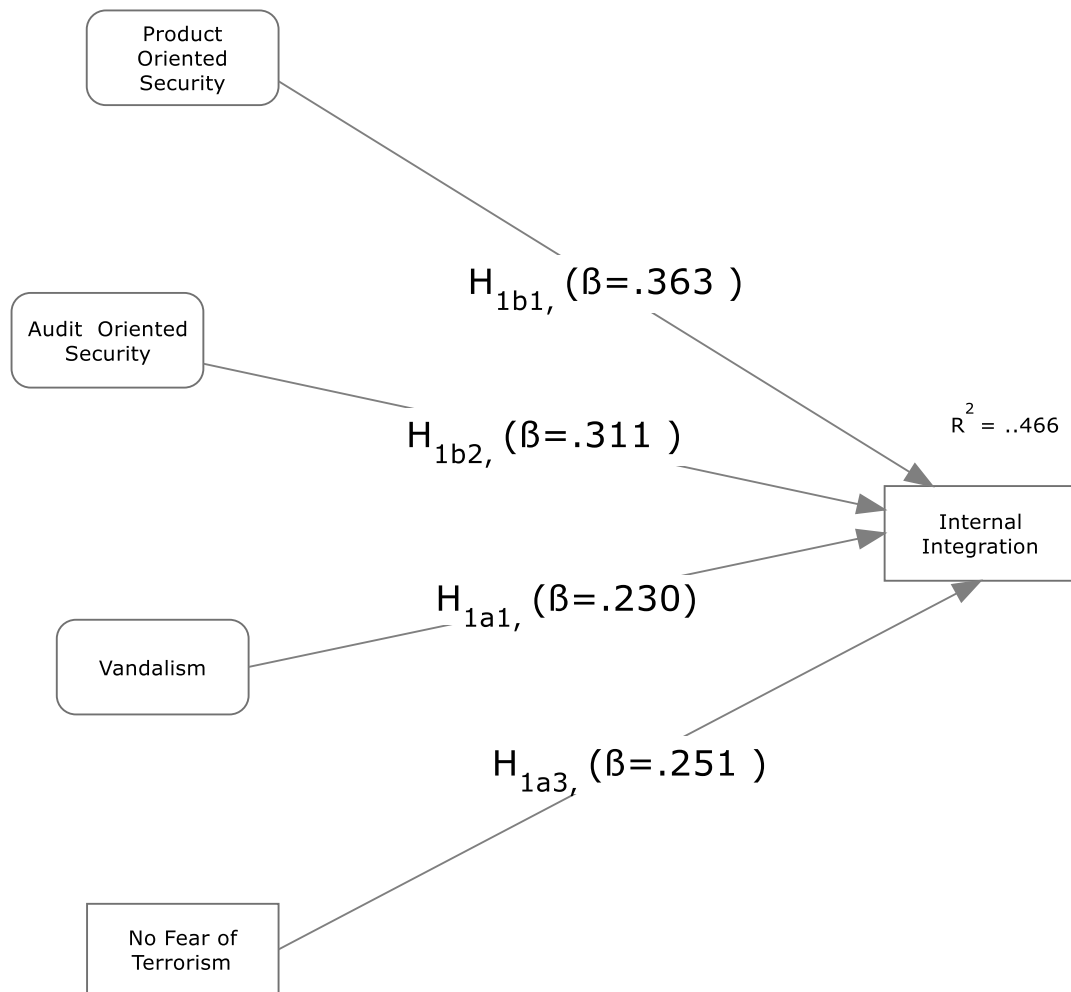 Product
Oriented
Security
H1b1, (ß=.363 )
Audit Oriented
Security
H1b2, (ß=.311 )
R2 = ..466
Internal
Integration
H1a1, (ß=.230)
Vandalism
H1a3, (ß=.251 )
No Fear of
Terrorism